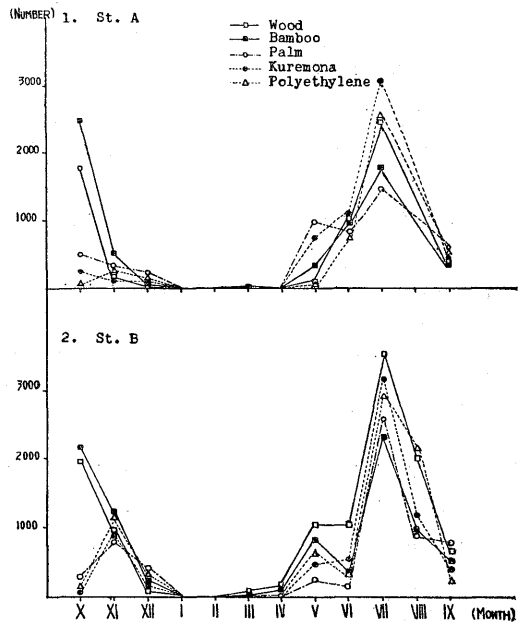 (NUMBER)
1. St. A
Wood
Bamboo
Palm
Kuremona
Polyethylene
3000
2000
1000
2. St. B
3000
2000
1000
X XI XII I II III IV V VI VII VIII IX (MONTH)